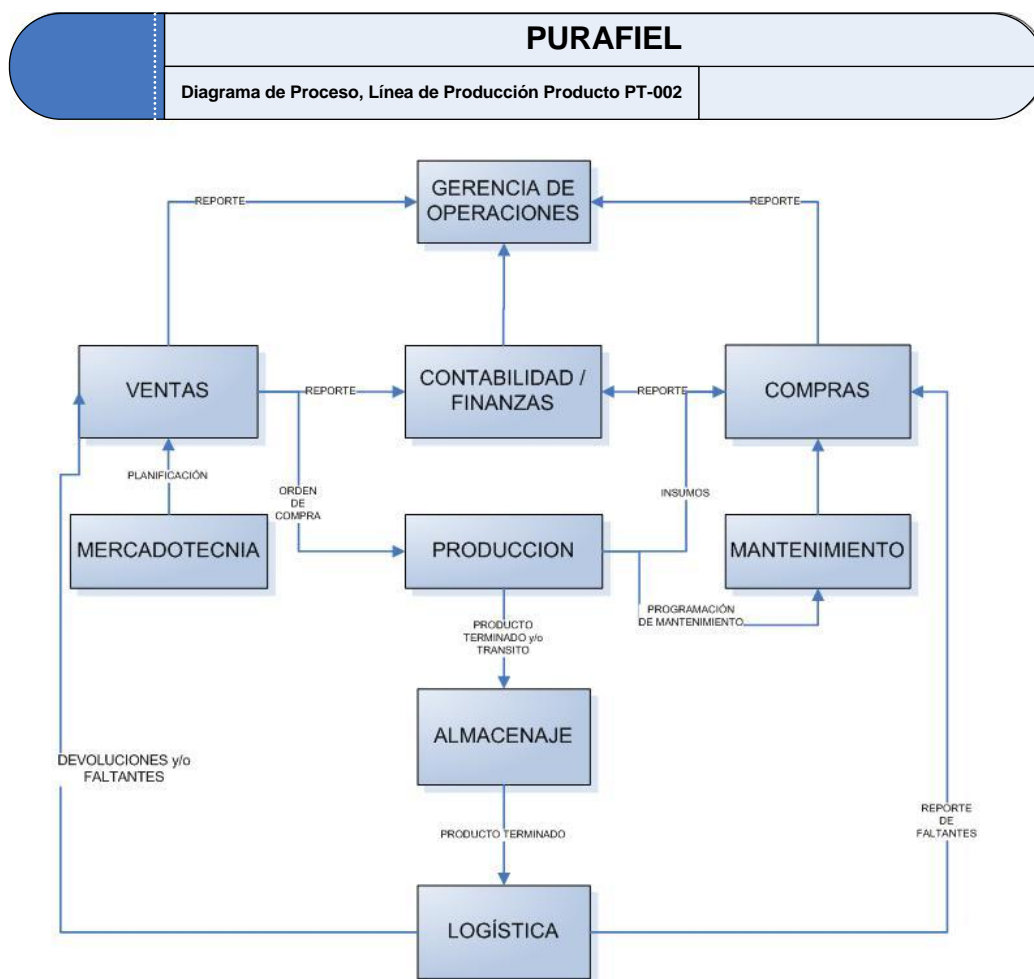 PURAFIEL
Diagrama de Proceso, Línea de Producción Producto PT-002
GERENCIA DE
OPERACIONES
REPORTE
REPORTE
VENTAS
REPORTE
CONTABILIDAD /
FINANZAS
REPORTE
COMPRAS
PLANIFICACIÓN
ORDEN
DE
COMPRA
INSUMOS
MERCADOTECNIA
PRODUCCION
MANTENIMIENTO
PROGRAMACIÓN
DE MANTENIMIENTO
PRODUCTO
TERMINADO y/o
TRANSITO
ALMACENAJE
DEVOLUCIONES y/o
FALTANTES
REPORTE
DE
FALTANTES
PRODUCTO TERMINADO
LOGÍSTICA